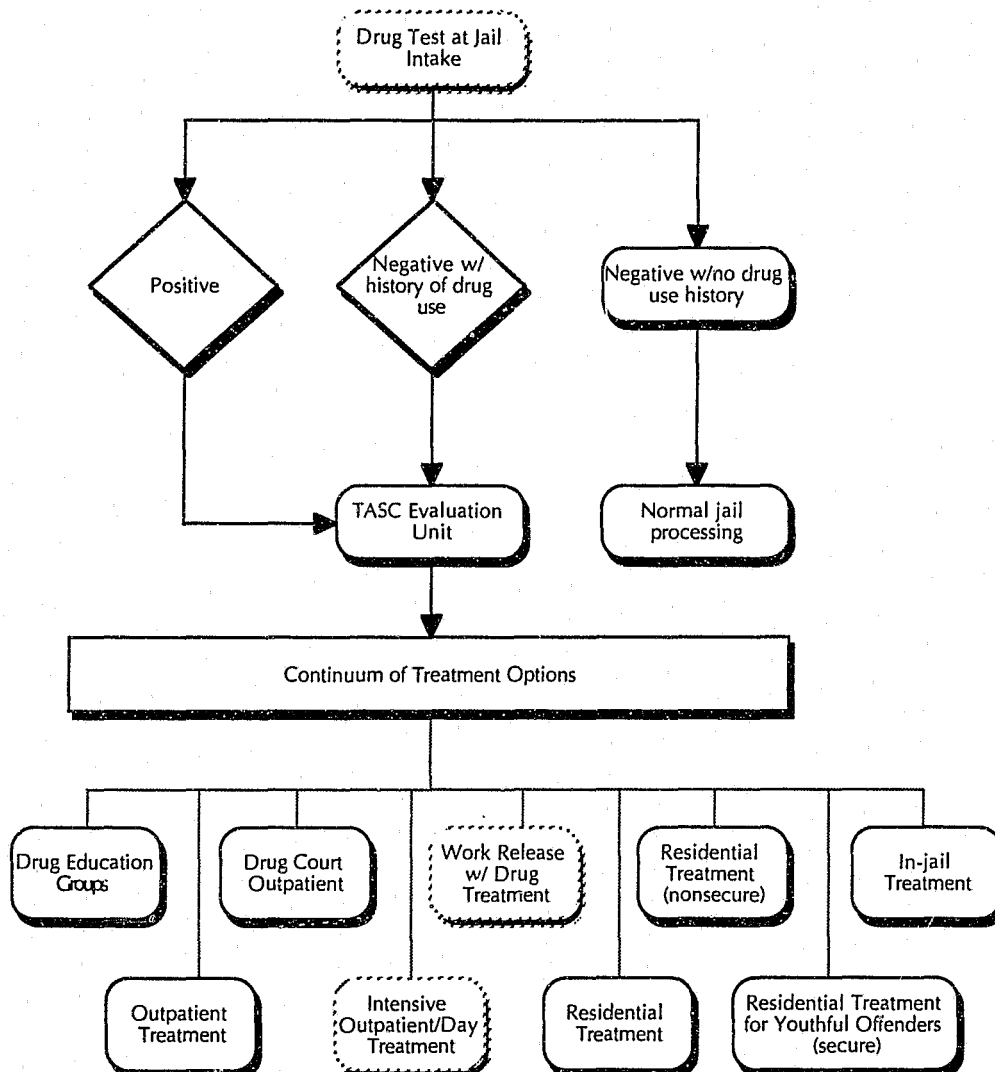 Drug Test at Jail
Intake
Positive
Negative w/
history of drug
use
Negative w/no drug
use history
TASC Evaluation
Unit
Normal jail
processing
Continuum of Treatment Options
Drug Education
Groups
Drug Court
Outpatient
Work Release
w/ Drug
Treatment
Residential
Treatment
(nonsecure)
In-jail
Treatment
Outpatient
Treatment
Intensive
Outpatient/Day
Treatment
Residential
Treatment
Residential Treatment
for Youthful Offenders
(secure)